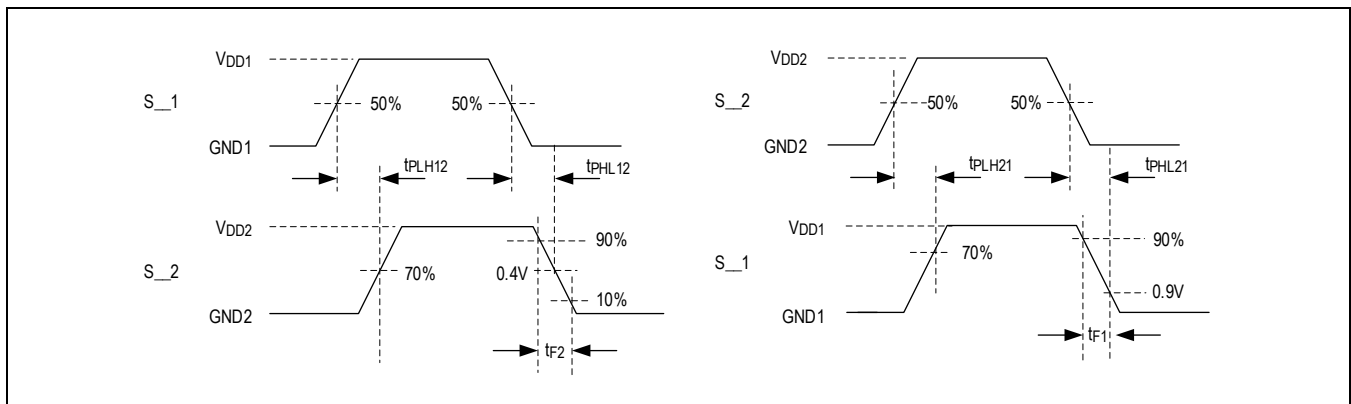 VDD1
S__1
50%
50%
GND1
tPLH12
tPHL12
VDD2
90%
S__2
70%
0.4V
10%
GND2
tF2
VDD2
S__2
50%
50%
GND2
tPLH21
tPHL21
VDD1
90%
S__1
70%
0.9V
GND1
tF1